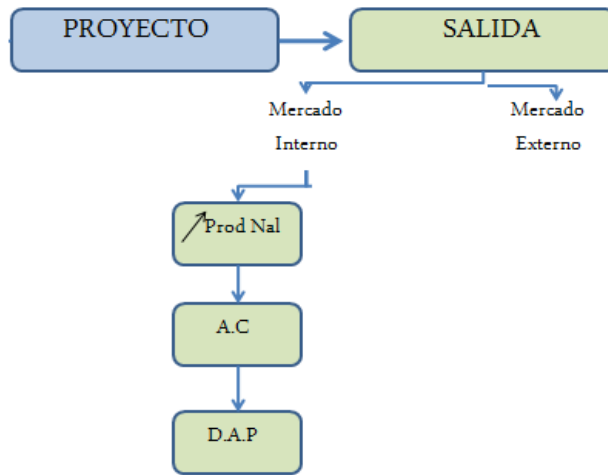 PROYECTO
SALIDA
Mercado
Interno
Mercado
Externo
Prod Nal
A.C
D.A.P